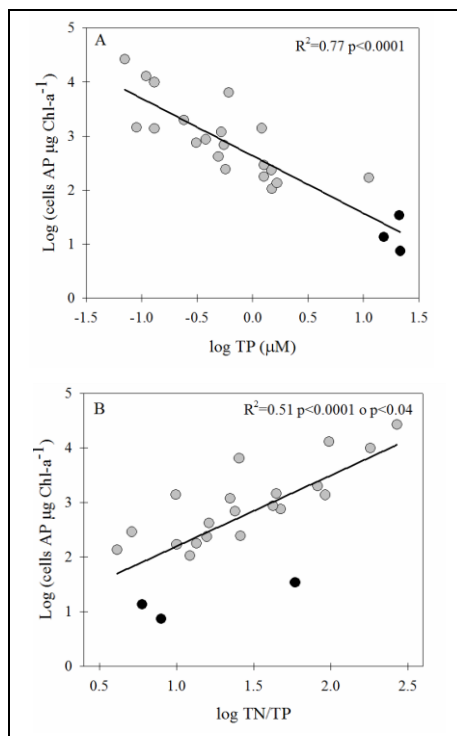 A
R²=0.77 p<0.0001
Log (cells AP µg Chl-a⁻¹)
5
4
3
2
1
0
-1.5 -1.0 -0.5 0.0 0.5 1.0 1.5
log TP (µM)
B
R²=0.51 p<0.0001 o p<0.04
Log (cells AP µg Chl-a⁻¹)
5
4
3
2
1
0
0.5 1.0 1.5 2.0 2.5
log TN/TP